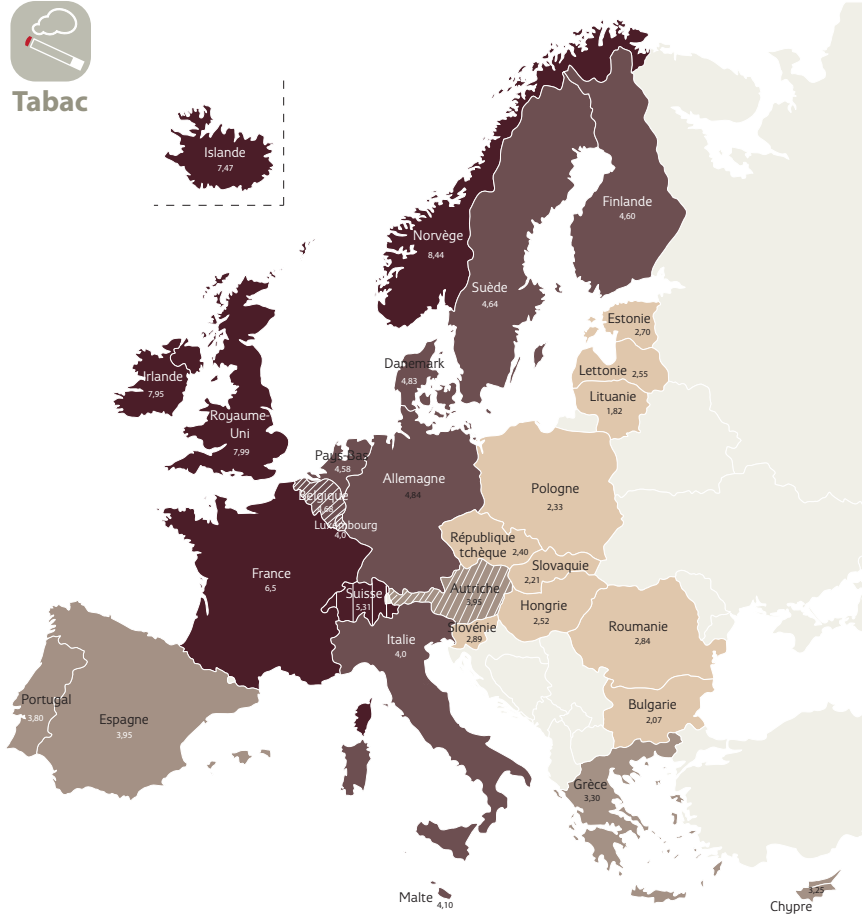 Tabac
Islande
7,47
Norvège
8,44
Finlande
4,60
Suède
4,64
Estonie
2,70
Lettonie 2,55
Lituanie
1,82
Danemark
4,83
Irlande
7,95
Royaume-
Uni
7,99
Pays-Bas
4,58
Allemagne
4,84
Belgique
4,68
Luxembourg
4,0
Pologne
2,33
République
tchèque 2,40
Slovaquie
2,21
France
6,5
Suisse
5,31
Autriche
3,95
Hongrie
2,52
Slovénie
2,89
Italie
4,0
Roumanie
2,84
Bulgarie
2,07
Portugal
3,80
Espagne
3,95
Grèce
3,30
Malte
4,10
3,25
Chypre